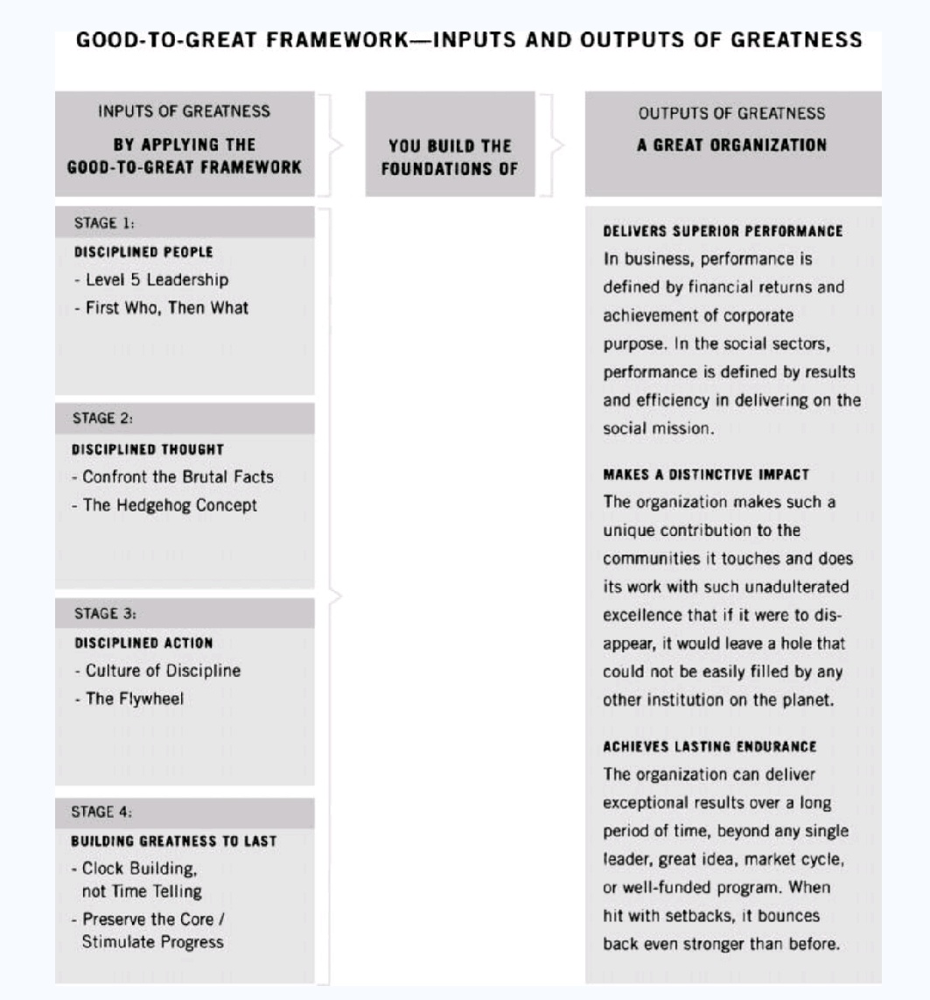 GOOD-TO-GREAT FRAMEWORK—INPUTS AND OUTPUTS OF GREATNESS
INPUTS OF GREATNESS
BY APPLYING THE
GOOD-TO-GREAT FRAMEWORK
YOU BUILD THE
FOUNDATIONS OF
OUTPUTS OF GREATNESS
A GREAT ORGANIZATION
STAGE 1:
DISCIPLINED PEOPLE
- Level 5 Leadership
- First Who, Then What
STAGE 2:
DISCIPLINED THOUGHT
- Confront the Brutal Facts
- The Hedgehog Concept
STAGE 3:
DISCIPLINED ACTION
- Culture of Discipline
- The Flywheel
STAGE 4:
BUILDING GREATNESS TO LAST
- Clock Building,
not Time Telling
- Preserve the Core /
Stimulate Progress
DELIVERS SUPERIOR PERFORMANCE
In business, performance is
defined by financial returns and
achievement of corporate
purpose. In the social sectors,
performance is defined by results
and efficiency in delivering on the
social mission.
MAKES A DISTINCTIVE IMPACT
The organization makes such a
unique contribution to the
communities it touches and does
its work with such unadulterated
excellence that if it were to dis-
appear, it would leave a hole that
could not be easily filled by any
other institution on the planet.
ACHIEVES LASTING ENDURANCE
The organization can deliver
exceptional results over a long
period of time, beyond any single
leader, great idea, market cycle,
or well-funded program. When
hit with setbacks, it bounces
back even stronger than before.